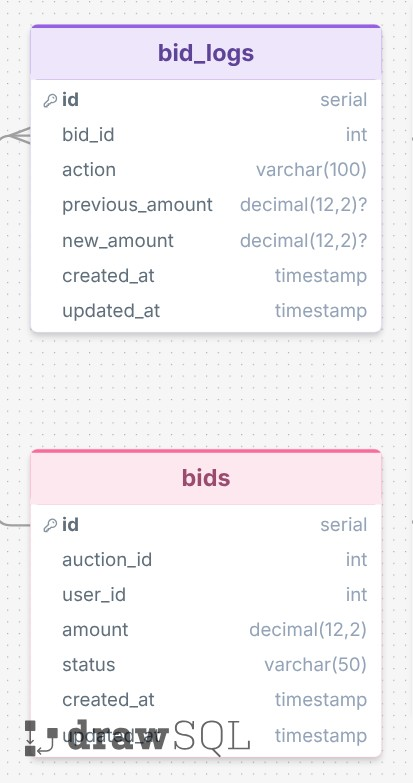 bid_logs
id serial
bid_id int
action varchar(100)
previous_amount decimal(12,2)?
new_amount decimal(12,2)?
created_at timestamp
updated_at timestamp
bids
id serial
auction_id int
user_id int
amount decimal(12,2)
status varchar(50)
created_at timestamp
updated_at timestamp
drawSQL